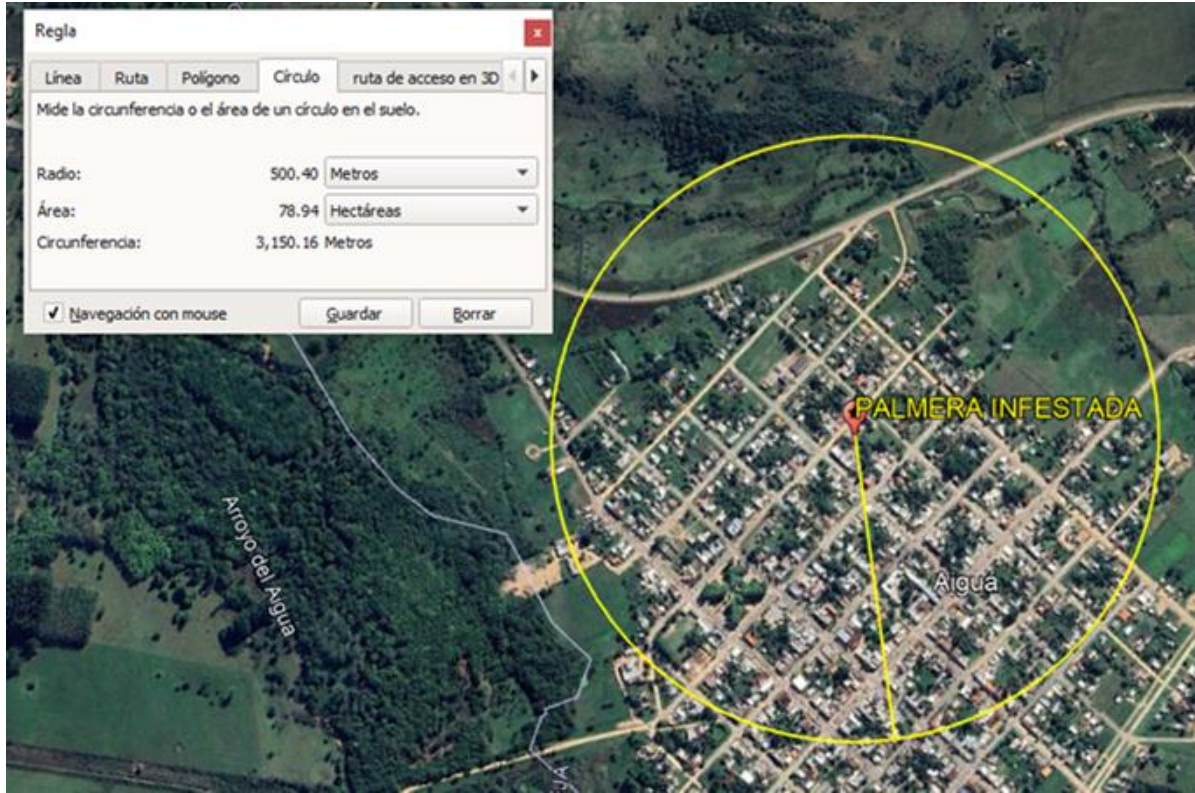 Regla
x
Línea
Ruta
Polígono
Círculo
ruta de acceso en 3D
Mide la circunferencia o el área de un círculo en el suelo.
Radio: 500.40 Metros
Área: 78.94 Hectáreas
Circunferencia: 3,150.16 Metros
Navegación con mouse
Guardar
Borrar
PALMERA INFESTADA
Aigua
Arroyo del Aigua
A